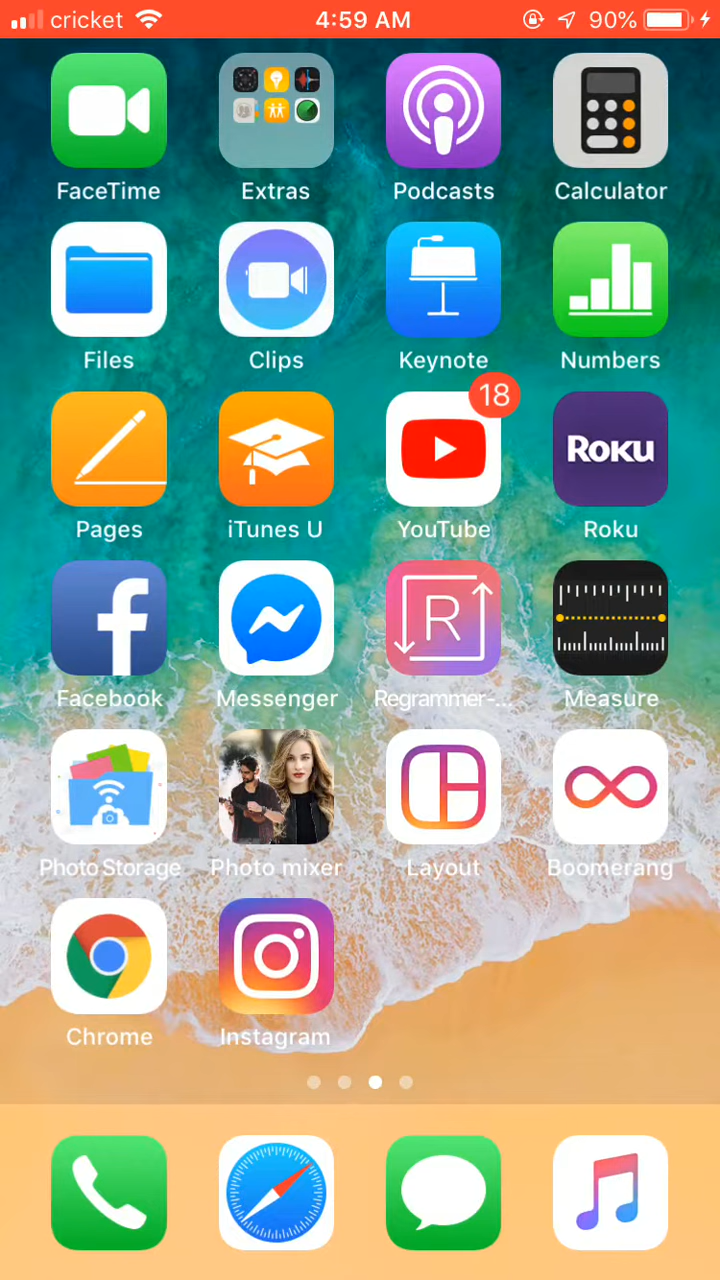 cricket 4:59 AM 90%
FaceTime Extras Podcasts Calculator
Files Clips Keynote Numbers
18
Roku
Pages iTunes U YouTube Roku
f R
Facebook Messenger Regrammer-... Measure
Photo Storage Photo mixer Layout Boomerang
Chrome Instagram